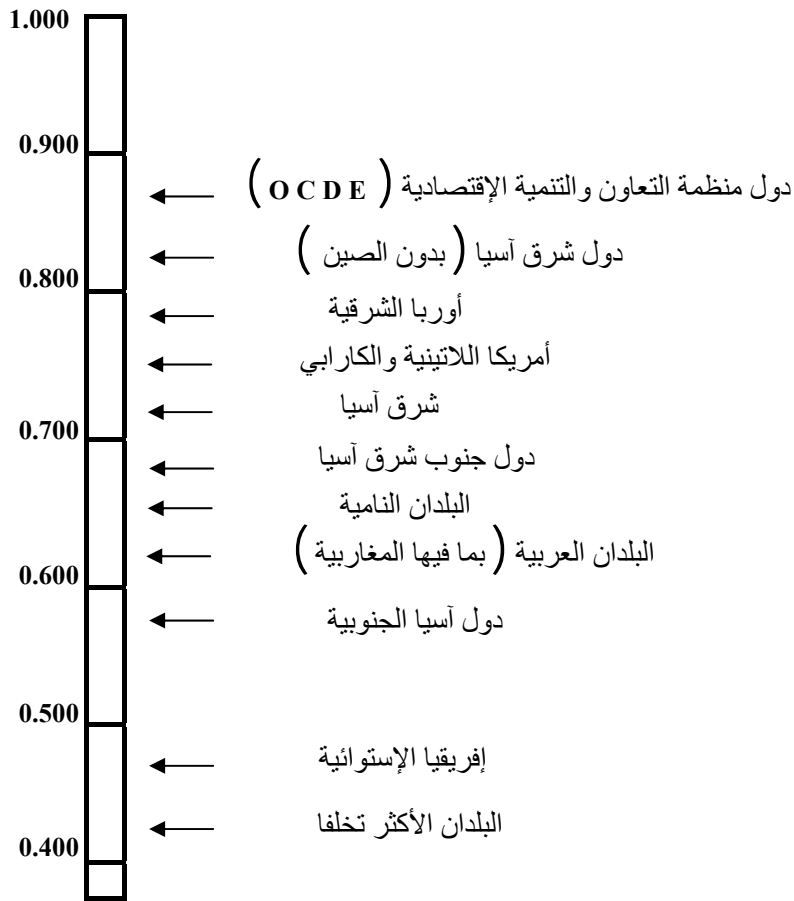 1.000
0.900
دول منظمة التعاون والتنمية الإقتصادية ( O C D E )
دول شرق آسيا ( بدون الصين )
0.800
أوربا الشرقية
أمريكا اللاتينية والكارابي
شرق آسيا
0.700
دول جنوب شرق آسيا
البلدان النامية
البلدان العربية ( بما فيها المغاربية )
0.600
دول آسيا الجنوبية
0.500
إفريقيا الإستوائية
البلدان الأكثر تخلفا
0.400